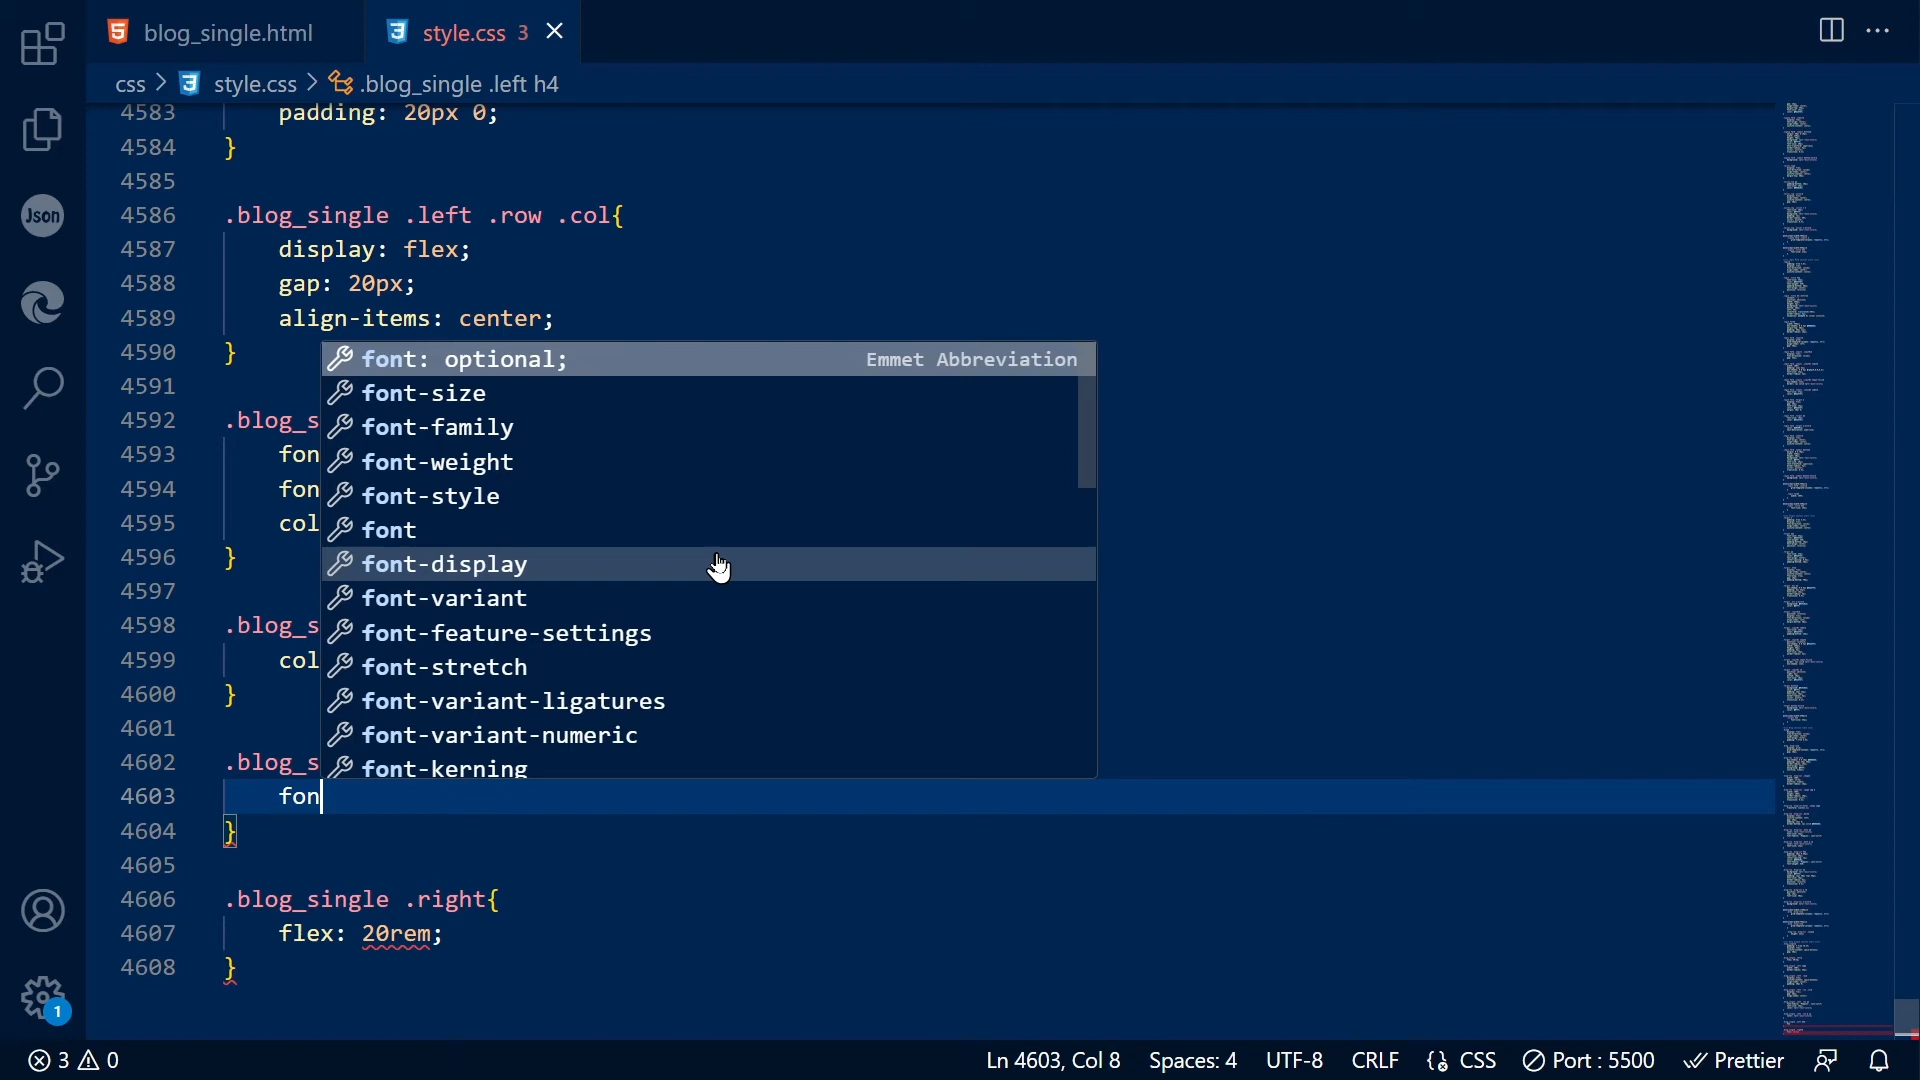 blog_single.html
style.css 3
css > style.css > .blog_single .left h4
4583 padding: 20px 0;
4584 }
4585
4586 .blog_single .left .row .col{
4587 display: flex;
4588 gap: 20px;
4589 align-items: center;
4590 }
4591
4592 .blog_s
4593 fon
4594 fon
4595 col
4596 }
4597
4598 .blog_s
4599 col
4600 }
4601
4602 .blog_s
4603 fon
4604 }
4605
4606 .blog_single .right{
4607 flex: 20rem;
4608 }
font: optional; Emmet Abbreviation
font-size
font-family
font-weight
font-style
font
font-display
font-variant
font-feature-settings
font-stretch
font-variant-ligatures
font-variant-numeric
font-kerning
Json
1
3 0 Ln 4603, Col 8 Spaces: 4 UTF-8 CRLF {} CSS Port : 5500 Prettier